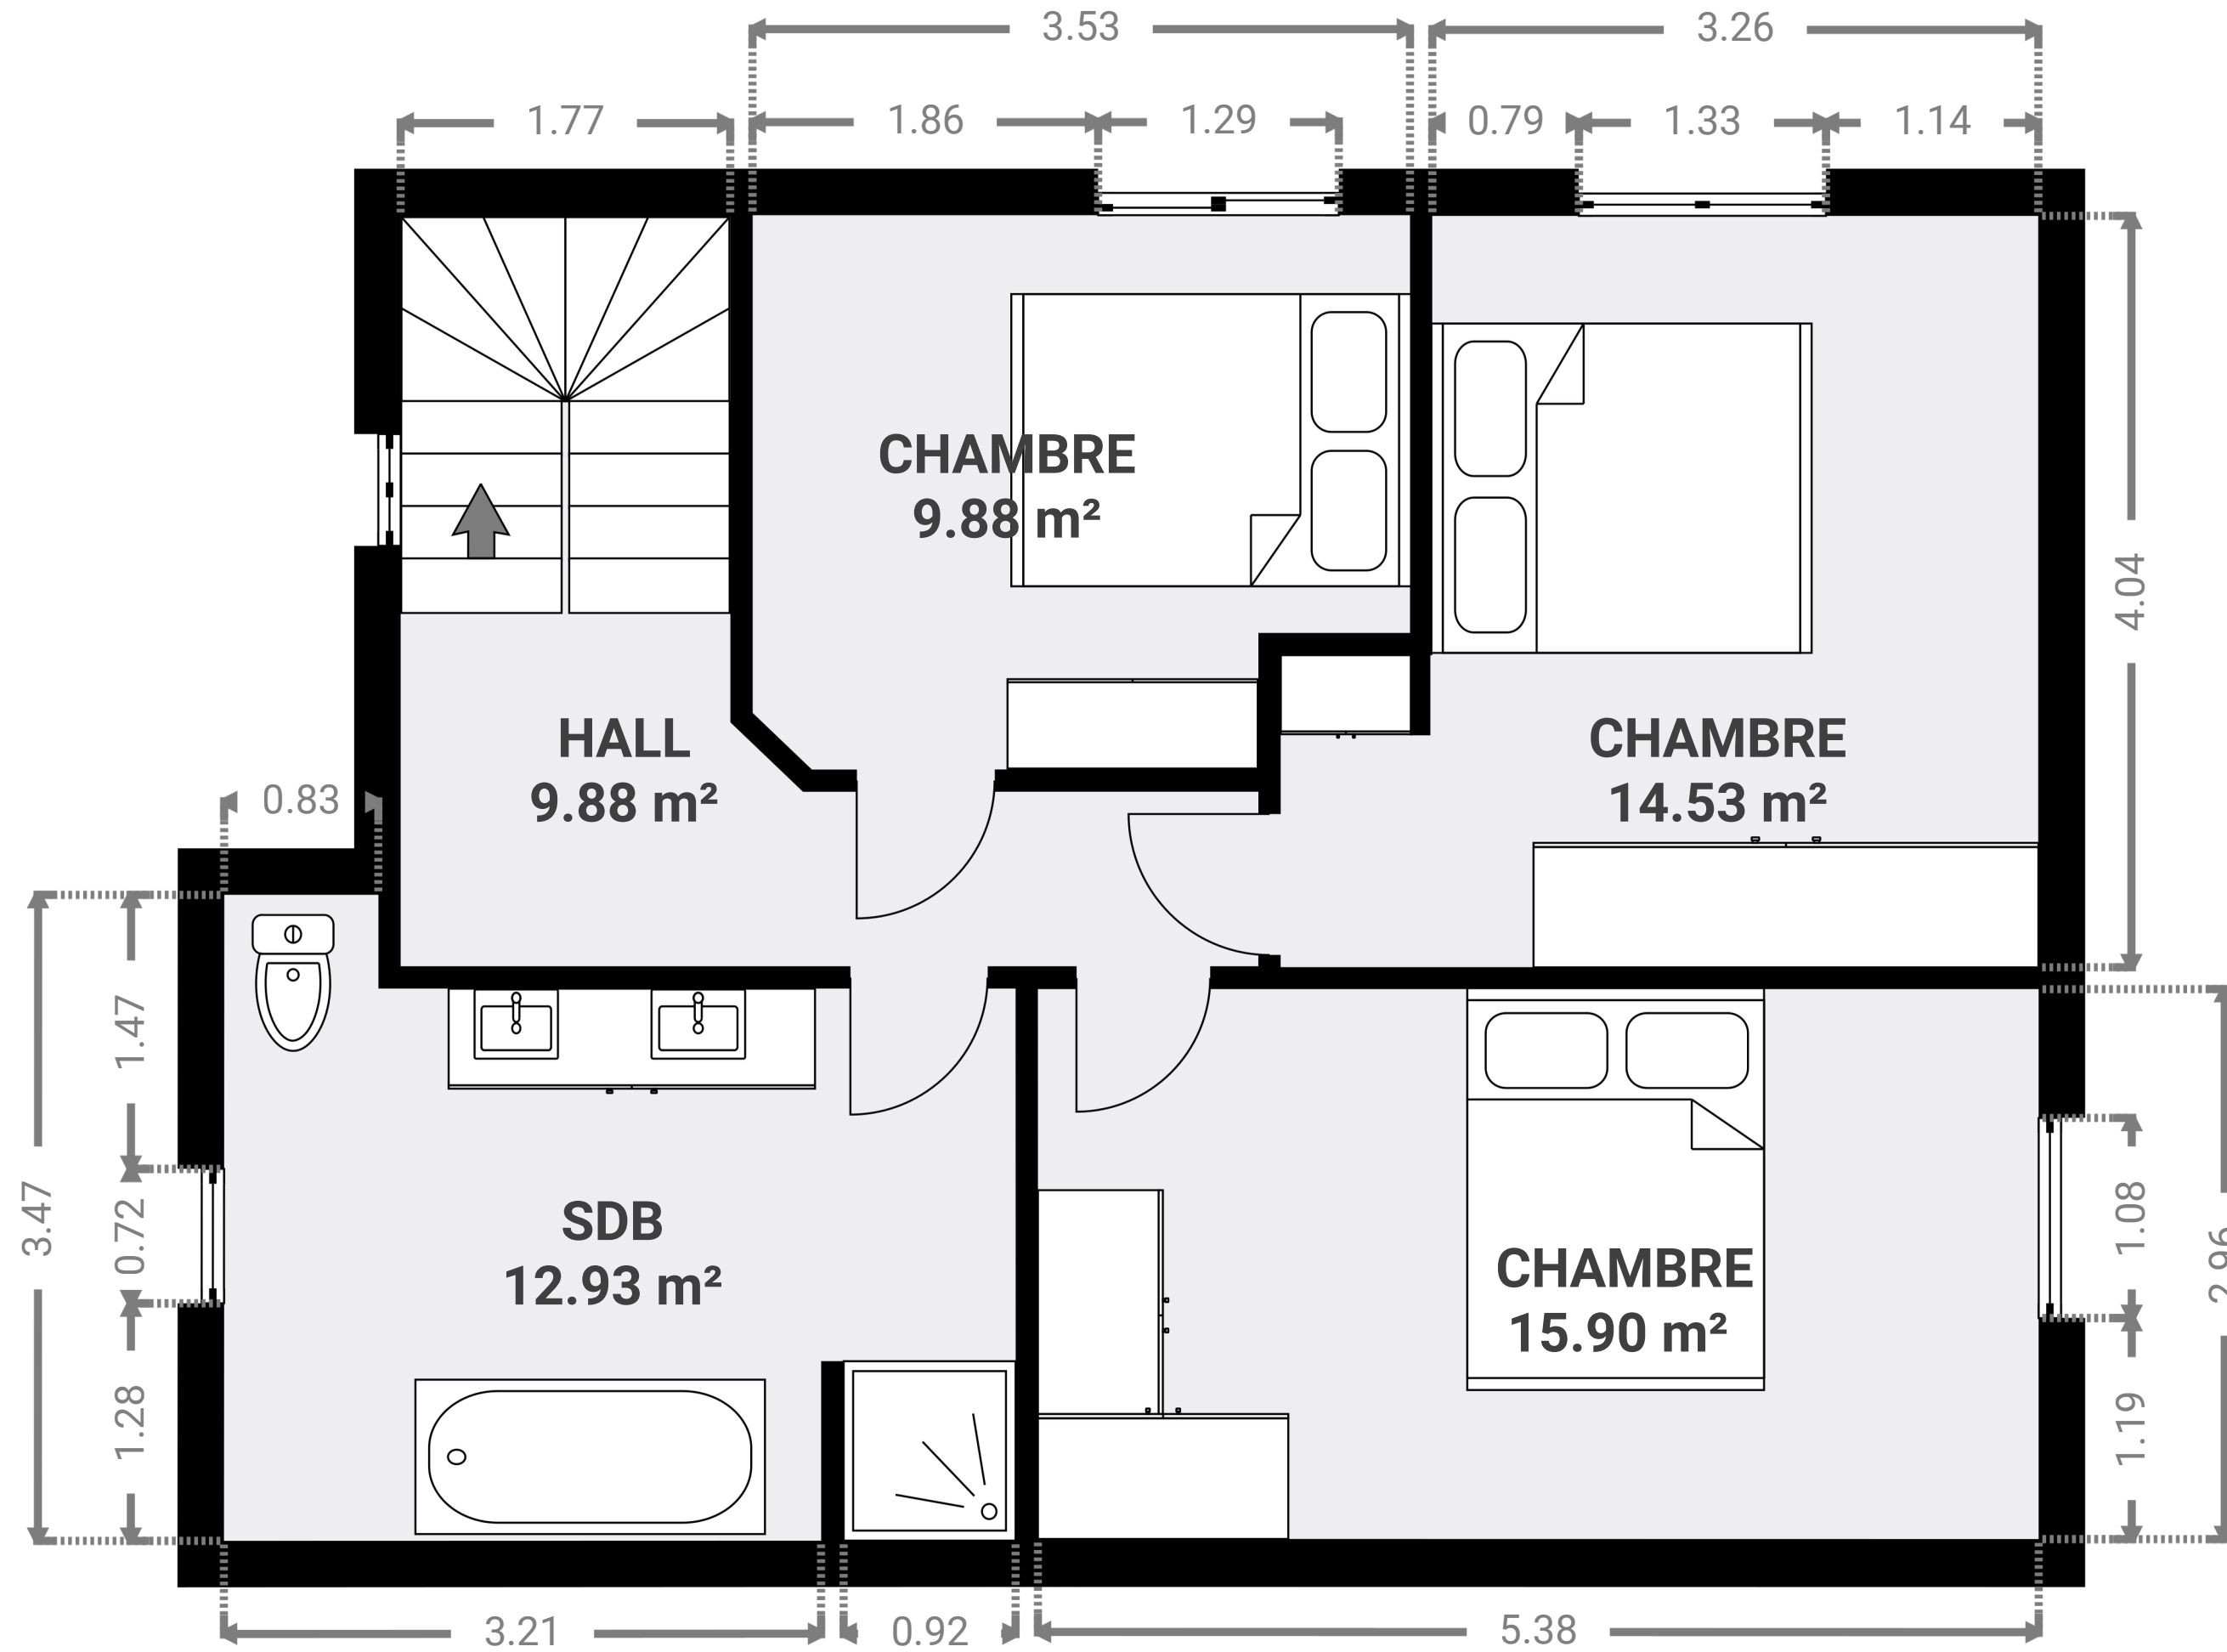 3.53
3.26
1.77
1.86
1.29
0.79
1.33
1.14
4.04
CHAMBRE
9.88 m²
HALL
9.88 m²
CHAMBRE
14.53 m²
0.83
3.47
1.47
0.72
1.28
SDB
12.93 m²
CHAMBRE
15.90 m²
1.08
2.96
1.19
3.21
0.92
5.38